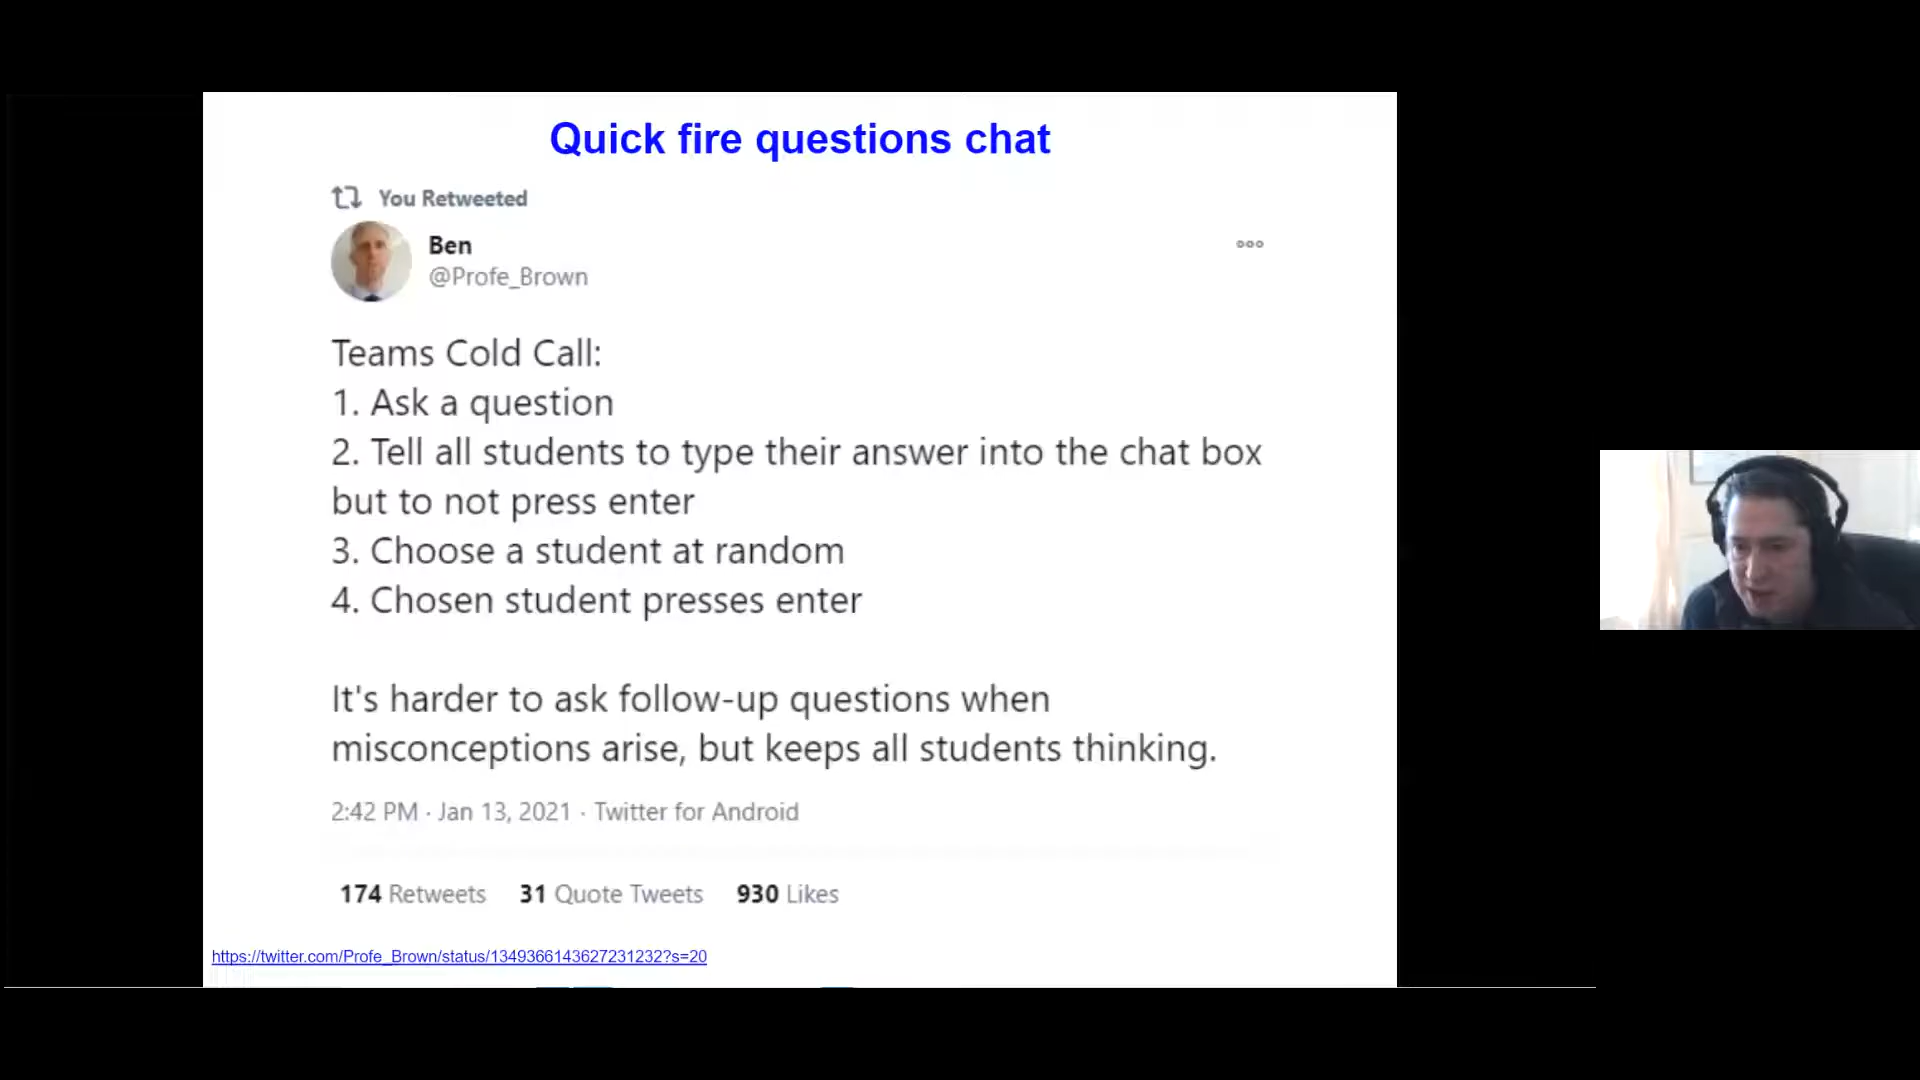 Quick fire questions chat
You Retweeted
Ben
@Profe_Brown
Teams Cold Call:
1. Ask a question
2. Tell all students to type their answer into the chat box
but to not press enter
3. Choose a student at random
4. Chosen student presses enter
It's harder to ask follow-up questions when
misconceptions arise, but keeps all students thinking.
2:42 PM · Jan 13, 2021 · Twitter for Android
174 Retweets 31 Quote Tweets 930 Likes
https://twitter.com/Profe_Brown/status/1349366143627231232?s=20